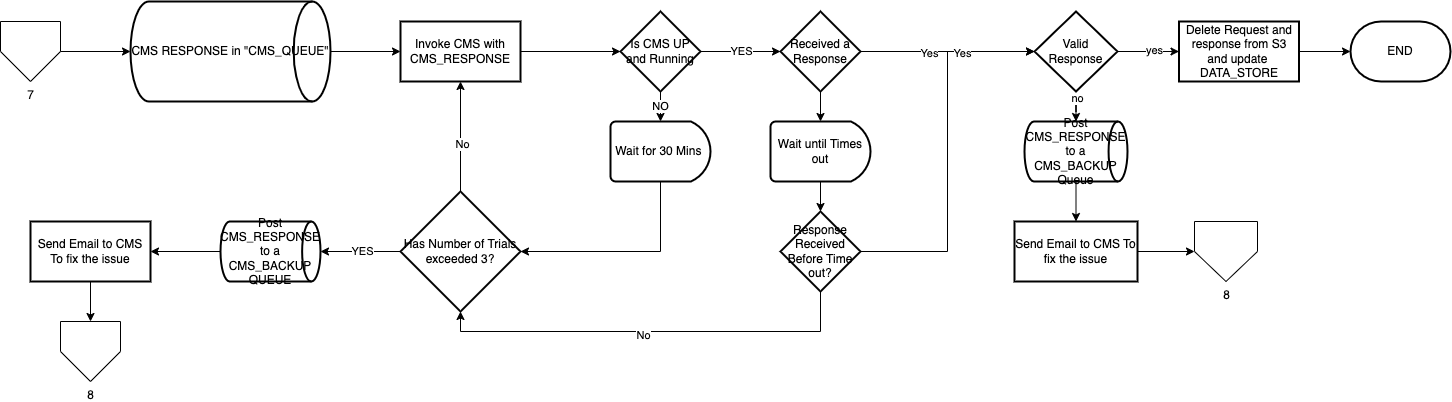 7
CMS RESPONSE in "CMS_QUEUE"
Invoke CMS with
CMS_RESPONSE
Is CMS UP
and Running
YES
Received a
Response
Yes
Yes
Valid
Response
yes
Delete Request and
response from S3
and update
DATA_STORE
END
NO
Wait for 30 Mins
Wait until Times
out
no
Post
CMS_RESPONSE
to a
CMS_BACKUP
Queue
No
Has Number of Trials
exceeded 3?
YES
Post
CMS_RESPONSE
to a
CMS_BACKUP
QUEUE
Send Email to CMS
To fix the issue
8
Response
Received
Before Time
out?
No
Send Email to CMS To
fix the issue
8